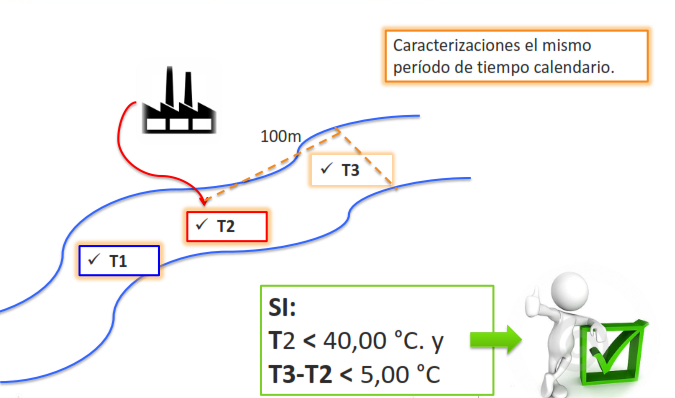 Caracterizaciones el mismo
período de tiempo calendario.
100m
✓ T3
✓ T2
✓ T1
SI:
T2 < 40,00 °C. y
T3-T2 < 5,00 °C